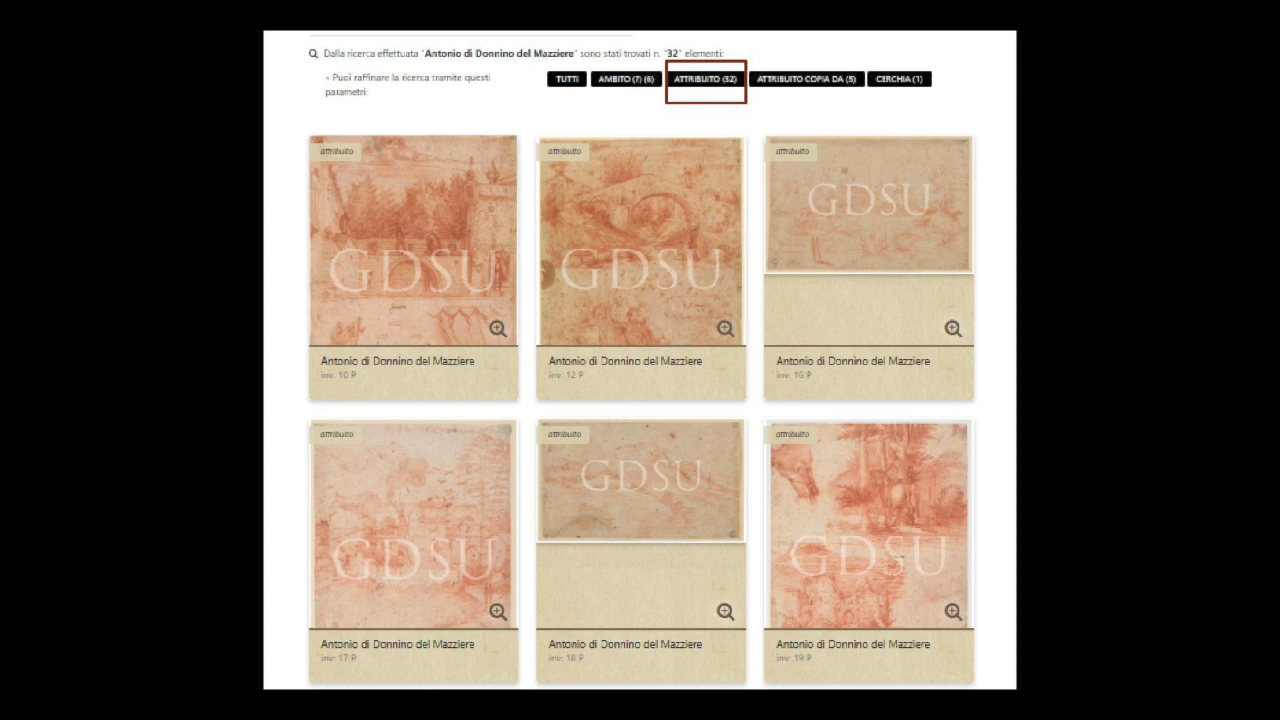 Dalla ricerca effettuata "Antonio di Donnino del Mazziere" sono stati trovati n. "32" elementi:
- Puoi raffinare la ricerca tramite questi
parametri:
TUTTI AMBITO (?) (6) ATTRIBUITO (32) ATTRIBUITO COPIA DA (5) CERCHIA (1)
attribuito attribuito attribuito
GDSU GDSU GDSU
Antonio di Donnino del Mazziere Antonio di Donnino del Mazziere Antonio di Donnino del Mazziere
inv. 10 P inv. 12 P inv. 16 P
attribuito attribuito attribuito
GDSU GDSU GDSU
Antonio di Donnino del Mazziere Antonio di Donnino del Mazziere Antonio di Donnino del Mazziere
inv. 17 P inv. 18 P inv. 19 P